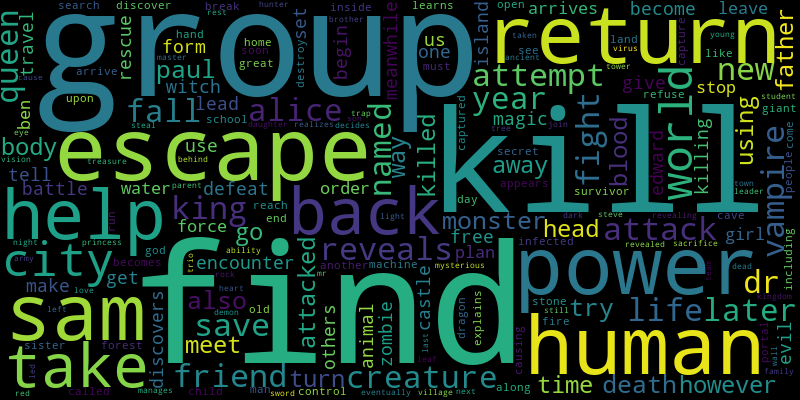 search
discover
break
inside
learns
arrives
become
leave
rest
brother
hunter
open
taken
virus
queen
travel
group
rescue
hand
form
home
soon
great
destroy
set
begin
meanwhile
us
one
must
return
island
land
see
like
capture
young
ancient
tower
father
cause
arrive
master
paul
witch
attempt
new
upon
ben
eye
fall
lead
alice
year
give
refuse
stop
giant
steal
school
daughter
realizes
decides
trap
named
way
killed
captured
magic
tree
join
fight
blood
edward
world
killing
using
student
vampire
body
vision
treasure
escape
use
behind
kill
secret
away
survivor
people
come
tell
battle
water
parent
defeat
order
appears
day
town
leader
help
king
force
reach
end
go
back
light
monster
dark
steve
revealing
cave
night
princess
god
ability
reveals
free
plan
head
attack
girl
including
city
army
becomes
trio
encounter
another
machine
mysterious
infected
revealed
sacrifice
dead
power
dr
make
get
rock
mr
love
heart
attacked
castle
dragon
explains
stone
still
fire
try
life
later
kingdom
portal
evil
sam
left
discovers
also
demon
old
save
find
others
animal
zombie
last
causing
human
wall
family
sister
forest
meet
take
friend
turn
creature
time
death
however
red
called
manages
child
man
sword
control
eventually
village
next
along